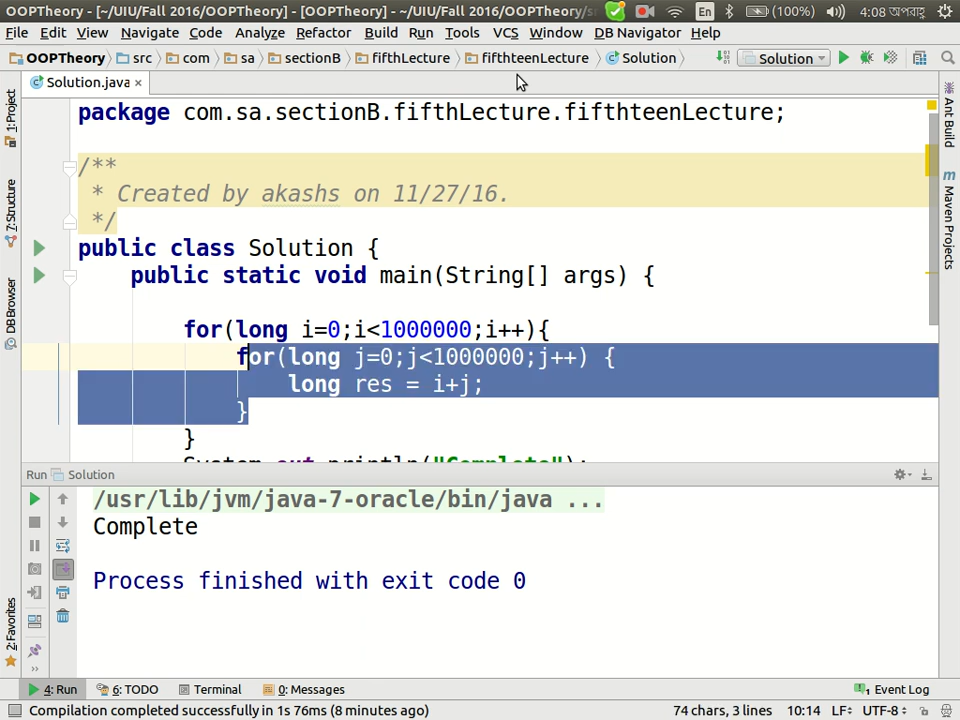 OOPTheory - [~/UIU/Fall 2016/OOPTheory] - [OOPTheory] - ~/UIU/Fall 2016/OOPTheory/s
En (100%) 4:08 অপরাহ্ণ
File Edit View Navigate Code Analyze Refactor Build Run Tools VCS Window DB Navigator Help
OOPTheory src com sa sectionB fifthLecture fifthteenLecture Solution Solution
Solution.java ×
package com.sa.sectionB.fifthLecture.fifthteenLecture;
/**
* Created by akashs on 11/27/16.
*/
public class Solution {
public static void main(String[] args) {
for(long i=0;i<1000000;i++){
for(long j=0;j<1000000;j++) {
long res = i+j;
}
}
System.out.println("Complete");
Run Solution
/usr/lib/jvm/java-7-oracle/bin/java ...
Complete
Process finished with exit code 0
1: Project
7: Structure
DB Browser
2: Favorites
Ant Build
m
Maven Projects
4: Run 6: TODO Terminal 0: Messages 1 Event Log
Compilation completed successfully in 1s 76ms (8 minutes ago) 74 chars, 3 lines 10:14 LF÷ UTF-8÷